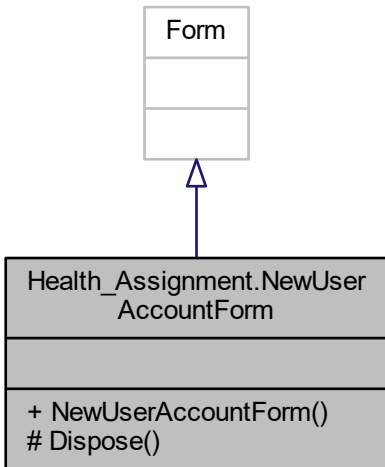 Form
Health_Assignment.NewUser
AccountForm
+ NewUserAccountForm()
# Dispose()